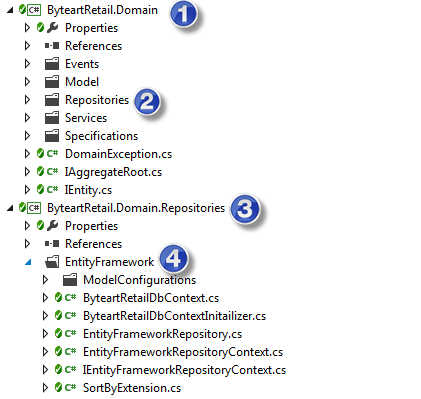 ByteartRetail.Domain 1
Properties
References
Events
Model
Repositories 2
Services
Specifications
C# DomainException.cs
C# IAggregateRoot.cs
C# IEntity.cs
C# ByteartRetail.Domain.Repositories 3
Properties
References
EntityFramework 4
ModelConfigurations
C# ByteartRetailDbContext.cs
C# ByteartRetailDbContextInitailizer.cs
C# EntityFrameworkRepository.cs
C# EntityFrameworkRepositoryContext.cs
C# IEntityFrameworkRepositoryContext.cs
C# SortByExtension.cs